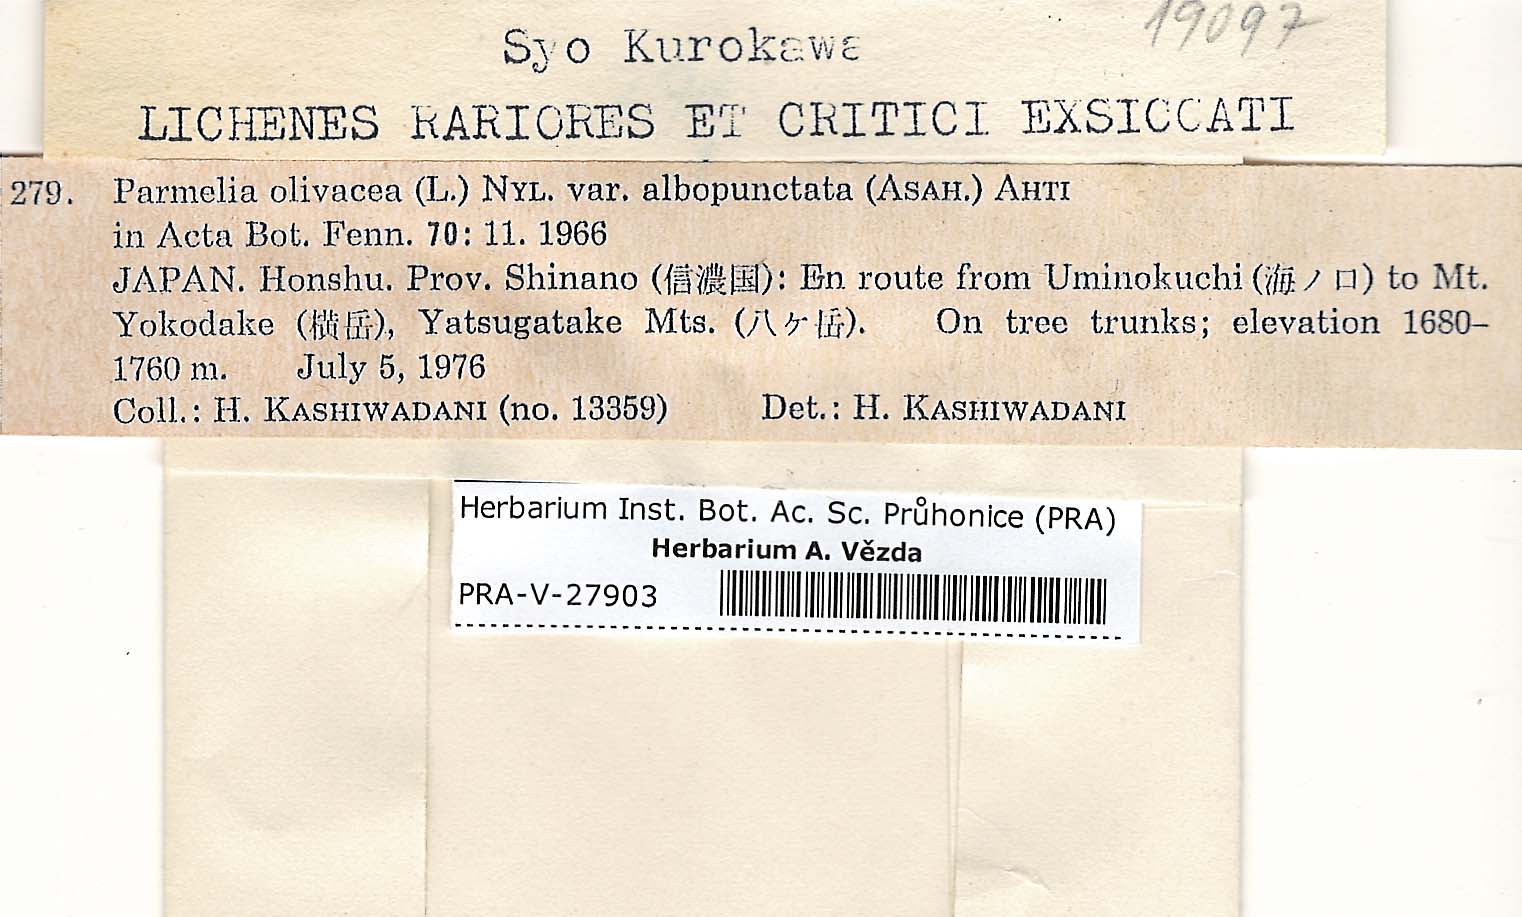 19097
Syo Kurokawa
LICHENES RARIORES ET CRITICI EXSICCATI
279. Parmelia olivacea (L.) NYL. var. albopunctata (ASAH.) AHTI
in Acta Bot. Fenn. 70: 11. 1966
JAPAN. Honshu. Prov. Shinano (信濃国): En route from Uminokuchi (海ノ口) to Mt.
Yokodake (横岳), Yatsugatake Mts. (八ケ岳). On tree trunks; elevation 1680–
1760 m. July 5, 1976
Coll.: H. KASHIWADANI (no. 13359) Det.: H. KASHIWADANI
Herbarium Inst. Bot. Ac. Sc. Průhonice (PRA)
Herbarium A. Vězda
PRA-V-27903